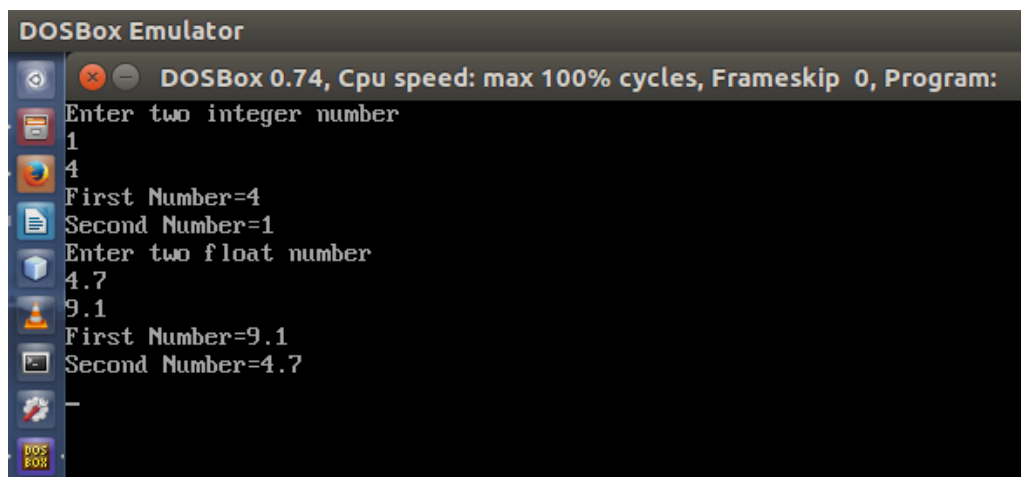 DOSBox Emulator
DOSBox 0.74, Cpu speed: max 100% cycles, Frameskip 0, Program:
Enter two integer number
1
4
First Number=4
Second Number=1
Enter two float number
4.7
9.1
First Number=9.1
Second Number=4.7
_
DOS
BOX